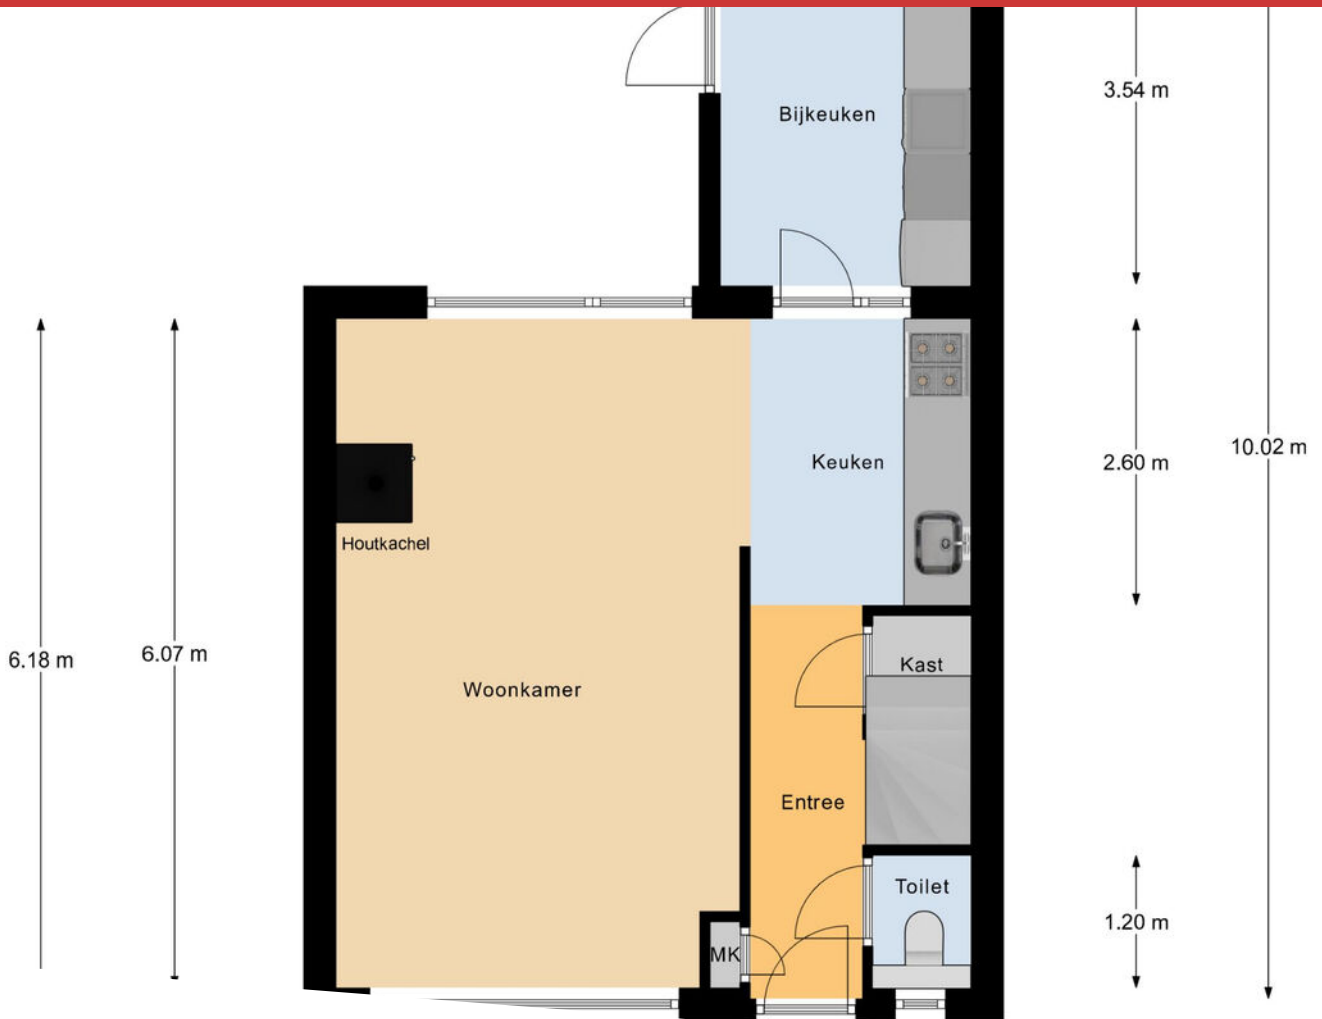 3.54 m
Bijkeuken
10.02 m
Keuken
2.60 m
Houtkachel
6.18 m
6.07 m
Kast
Woonkamer
Entree
Toilet
1.20 m
MK